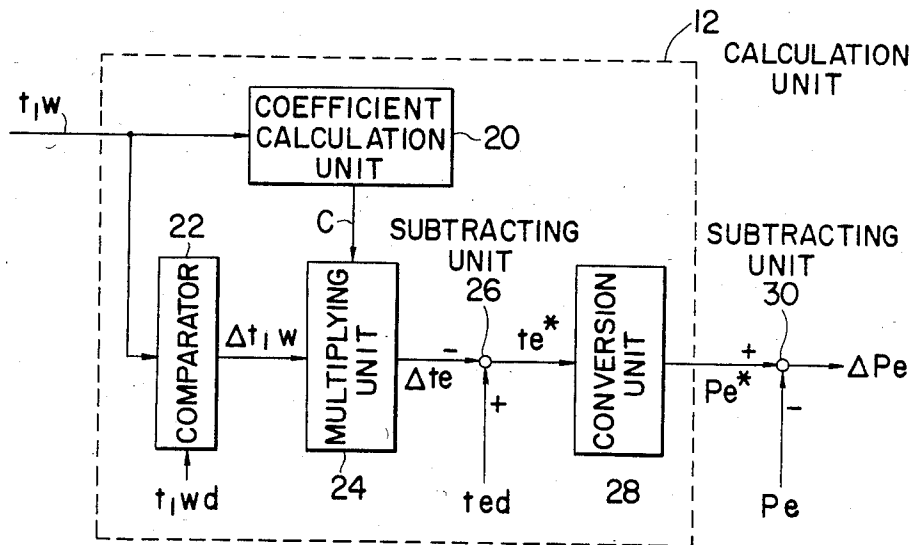 12
CALCULATION
UNIT
t₁w
COEFFICIENT
CALCULATION
UNIT
20
C
22
COMPARATOR
Δt₁w
MULTIPLYING
UNIT
24
SUBTRACTING
UNIT
26
-
Δte
+
te*
CONVERSION
UNIT
28
SUBTRACTING
UNIT
30
+
Pe*
-
ΔPe
t₁wd
ted
Pe